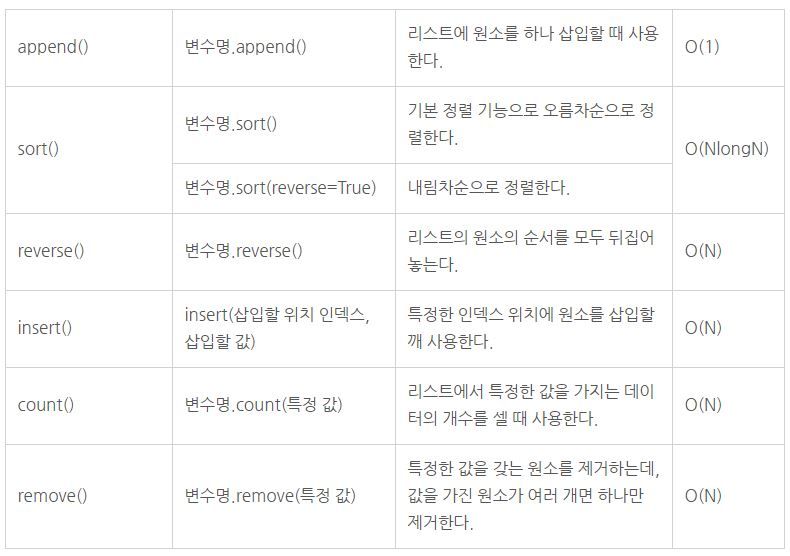 append()
변수명.append()
리스트에 원소를 하나 삽입할 때 사용
한다.
O(1)
sort()
변수명.sort()
기본 정렬 기능으로 오름차순으로 정
렬한다.
O(NlongN)
변수명.sort(reverse=True)
내림차순으로 정렬한다.
reverse()
변수명.reverse()
리스트의 원소의 순서를 모두 뒤집어
놓는다.
O(N)
insert()
insert(삽입할 위치 인덱스,
삽입할 값)
특정한 인덱스 위치에 원소를 삽입할
깨 사용한다.
O(N)
count()
변수명.count(특정 값)
리스트에서 특정한 값을 가지는 데이
터의 개수를 셀 때 사용한다.
O(N)
remove()
변수명.remove(특정 값)
특정한 값을 갖는 원소를 제거하는데,
값을 가진 원소가 여러 개면 하나만
제거한다.
O(N)